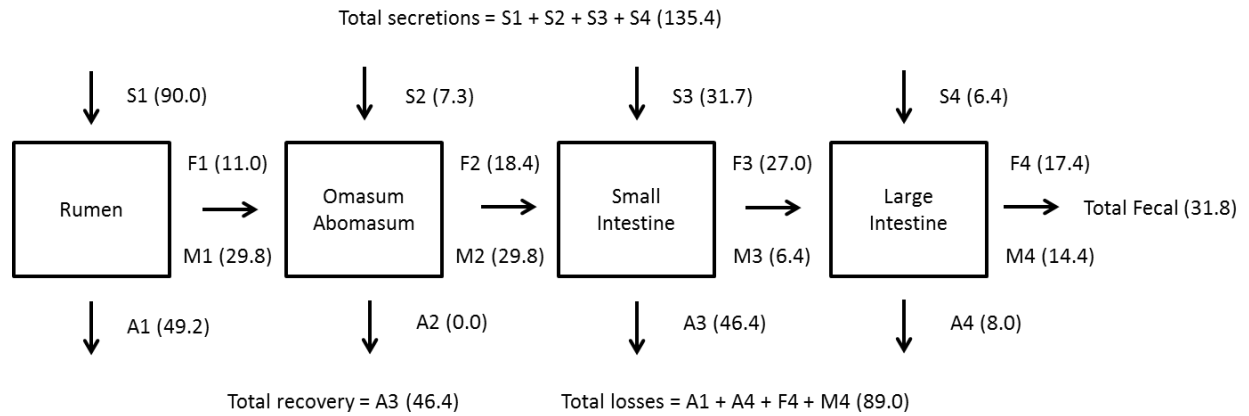 Total secretions = S1 + S2 + S3 + S4 (135.4)
S1 (90.0)
S2 (7.3)
S3 (31.7)
S4 (6.4)
Rumen
F1 (11.0)
M1 (29.8)
Omasum
Abomasum
F2 (18.4)
M2 (29.8)
Small
Intestine
F3 (27.0)
M3 (6.4)
Large
Intestine
F4 (17.4)
Total Fecal (31.8)
M4 (14.4)
A1 (49.2)
A2 (0.0)
A3 (46.4)
A4 (8.0)
Total recovery = A3 (46.4)
Total losses = A1 + A4 + F4 + M4 (89.0)